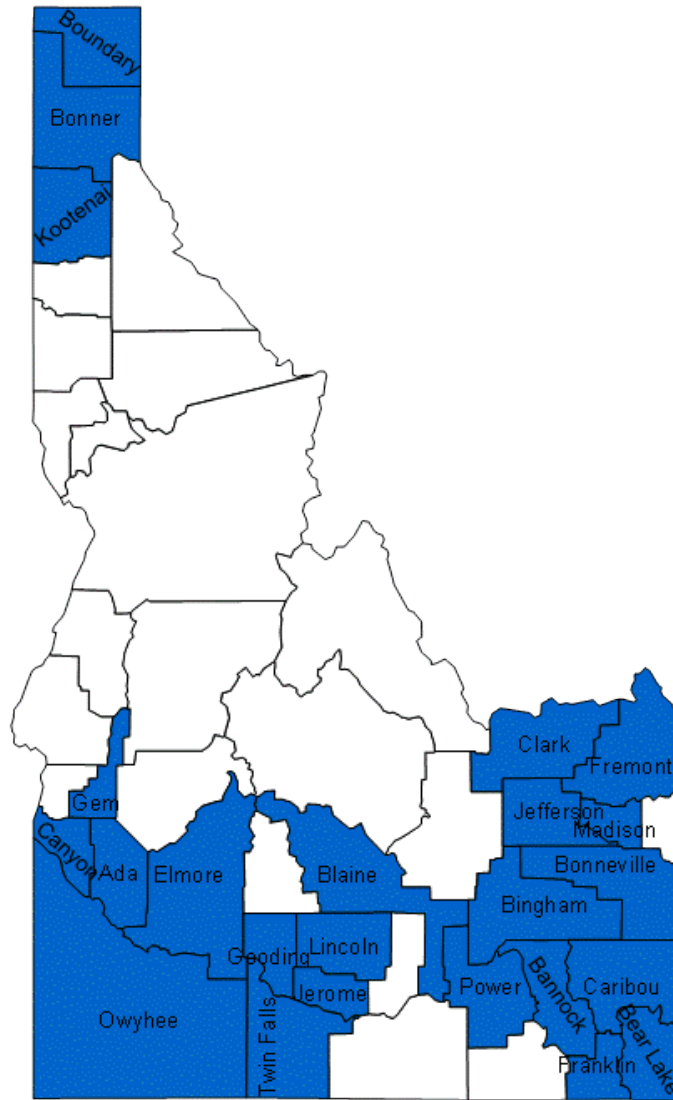 Boundary
Bonner
Kootenai
Clark
Fremont
Gem
Jefferson
Madison
Canyon
Ada
Elmore
Blaine
Bonneville
Bingham
Gooding
Lincoln
Jerome
Power
Bannock
Caribou
Owyhee
Twin Falls
Bear Lake
Franklin